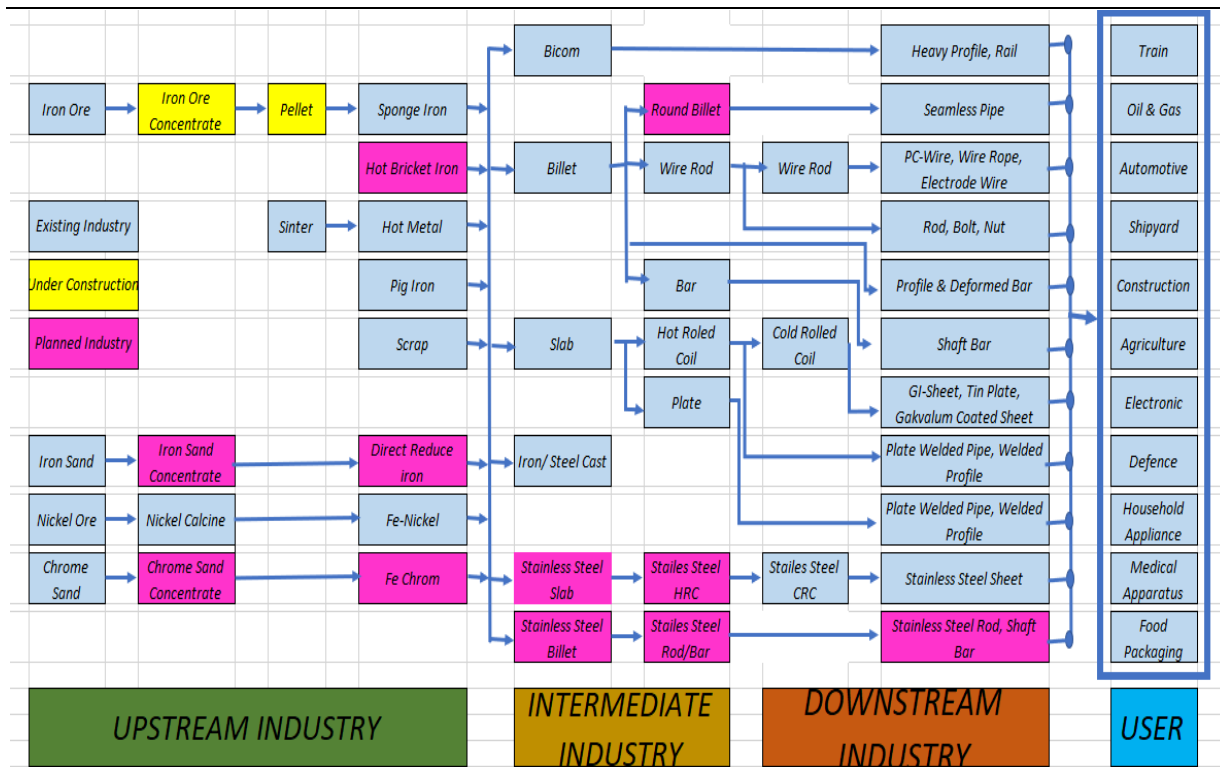 Bicom
Heavy Profile, Rail
Train
Iron Ore
Iron Ore
Concentrate
Pellet
Sponge Iron
Round Billet
Seamless Pipe
Oil & Gas
Hot Bricket Iron
Billet
Wire Rod
Wire Rod
PC-Wire, Wire Rope,
Electrode Wire
Automotive
Existing Industry
Sinter
Hot Metal
Rod, Bolt, Nut
Shipyard
Under Construction
Pig Iron
Bar
Profile & Deformed Bar
Construction
Planned Industry
Scrap
Slab
Hot Roled
Coil
Cold Rolled
Coil
Shaft Bar
Agriculture
Plate
GI-Sheet, Tin Plate,
Gakvalum Coated Sheet
Electronic
Iron Sand
Iron Sand
Concentrate
Direct Reduce
iron
Iron/ Steel Cast
Plate Welded Pipe, Welded
Profile
Defence
Nickel Ore
Nickel Calcine
Fe-Nickel
Plate Welded Pipe, Welded
Profile
Household
Appliance
Chrome
Sand
Chrome Sand
Concentrate
Fe Chrom
Stainless Steel
Slab
Stailes Steel
HRC
Stailes Steel
CRC
Stainless Steel Sheet
Medical
Apparatus
Stainless Steel
Billet
Stailes Steel
Rod/Bar
Stainless Steel Rod, Shaft
Bar
Food
Packaging
UPSTREAM INDUSTRY
INTERMEDIATE
INDUSTRY
DOWNSTREAM
INDUSTRY
USER